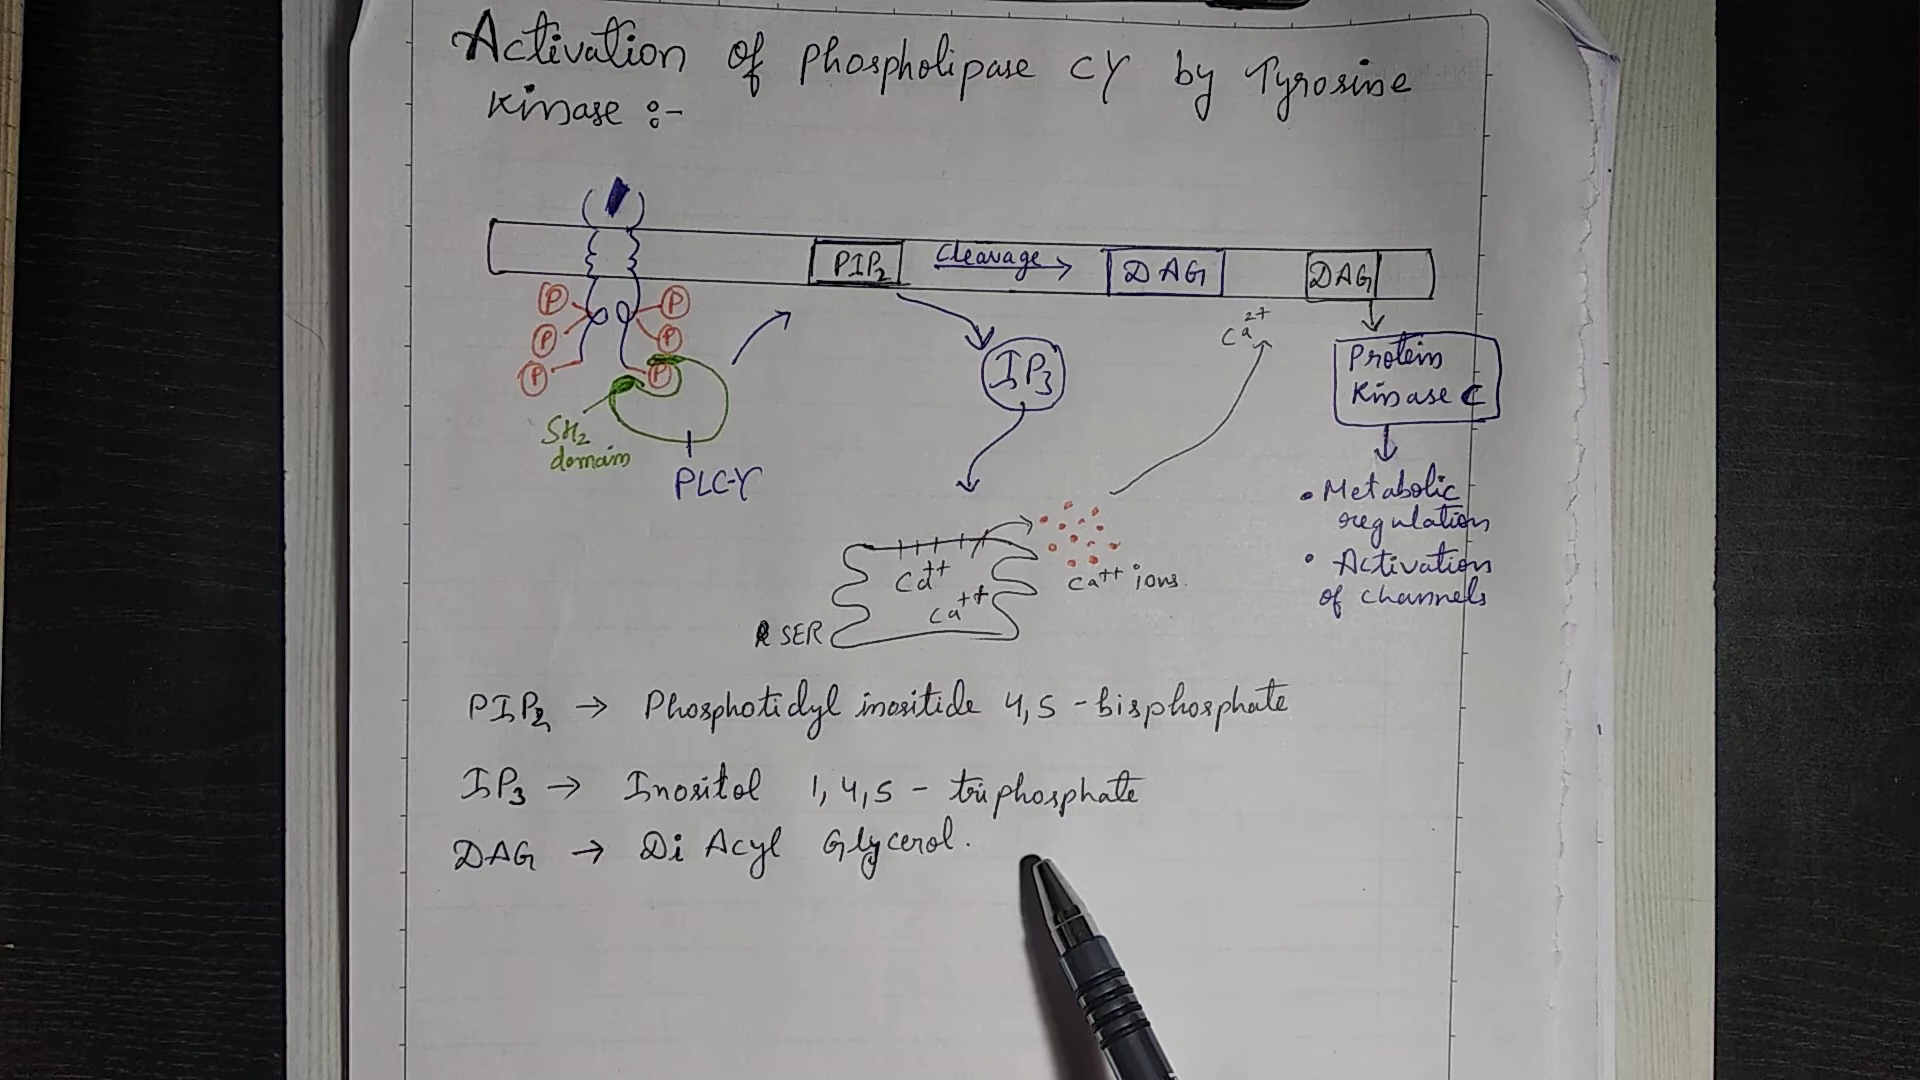 Activation of Phospholipase CY by Tyrosine
Kinase :-
PIP2
Cleavage
DAG
DAG
P
P
P
P
P
P
Ca2+
IP3
Protein
Kinase C
SH2
domain
PLC-Y
Metabolic
regulation
Activation
of channels
Ca++
Ca++
Ca++ ions.
SER
PIP2 → Phosphotidyl inositide 4,5 - bisphosphate
IP3 → Inositol 1,4,5 - triphosphate
DAG → Di Acyl Glycerol.